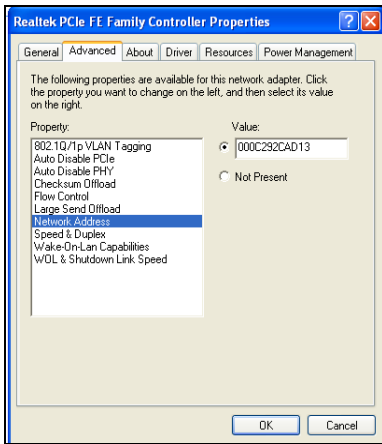 Realtek PCIe FE Family Controller Properties
General Advanced About Driver Resources Power Management
The following properties are available for this network adapter. Click
the property you want to change on the left, and then select its value
on the right.
Property: Value:
802.1Q/1p VLAN Tagging
Auto Disable PCIe
Auto Disable PHY
Checksum Offload
Flow Control
Large Send Offload
Network Address
Speed & Duplex
Wake-On-Lan Capabilities
WOL & Shutdown Link Speed
000C292CAD13
Not Present
OK Cancel